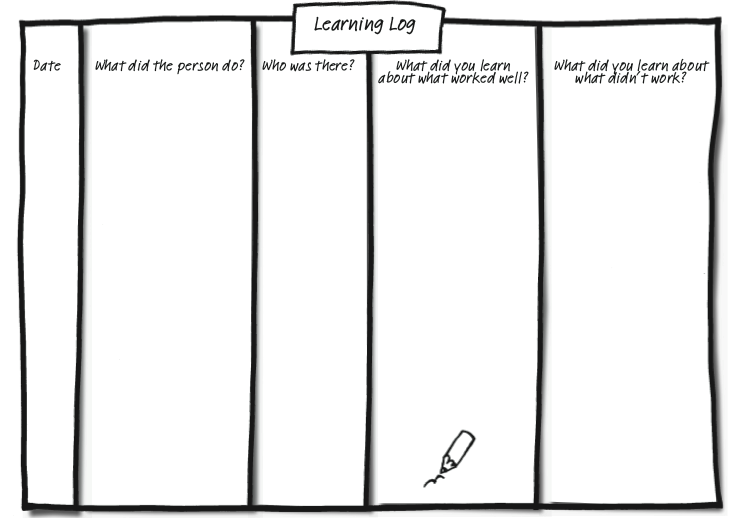 Learning Log
Date
What did the person do?
Who was there?
What did you learn
about what worked well?
What did you learn about
what didn't work?